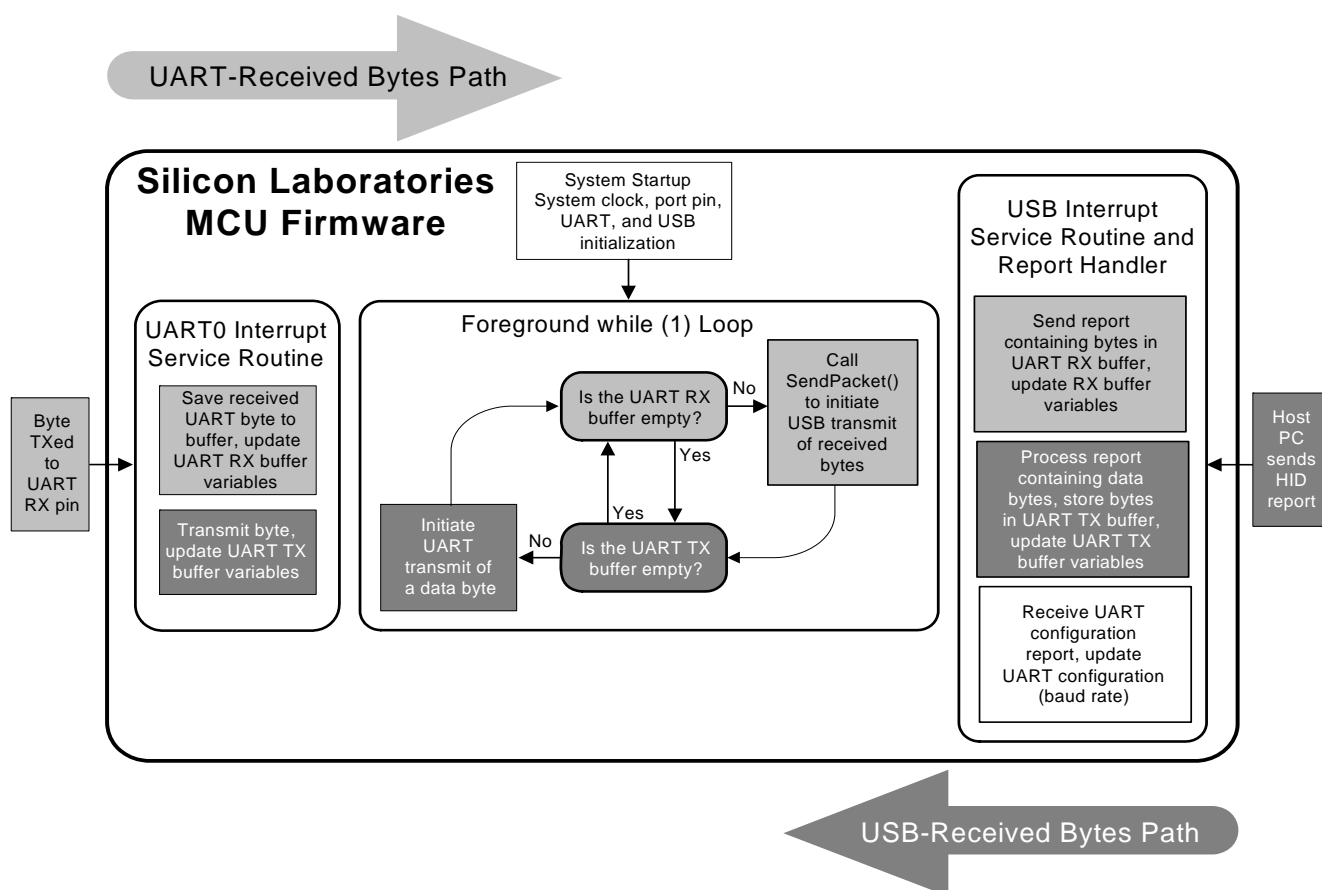 UART-Received Bytes Path
Silicon Laboratories
MCU Firmware
System Startup
System clock, port pin,
UART, and USB
initialization
USB Interrupt
Service Routine and
Report Handler
UART0 Interrupt
Service Routine
Foreground while (1) Loop
Byte
TXed
to
UART
RX pin
Save received
UART byte to
buffer, update
UART RX buffer
variables
Transmit byte,
update UART TX
buffer variables
Is the UART RX
buffer empty?
No
Call
SendPacket()
to initiate
USB transmit
of received
bytes
Yes
Yes
Initiate
UART
transmit of
a data byte
No
Is the UART TX
buffer empty?
Send report
containing bytes in
UART RX buffer,
update RX buffer
variables
Process report
containing data
bytes, store bytes
in UART TX buffer,
update UART TX
buffer variables
Receive UART
configuration
report, update
UART configuration
(baud rate)
Host
PC
sends
HID
report
USB-Received Bytes Path